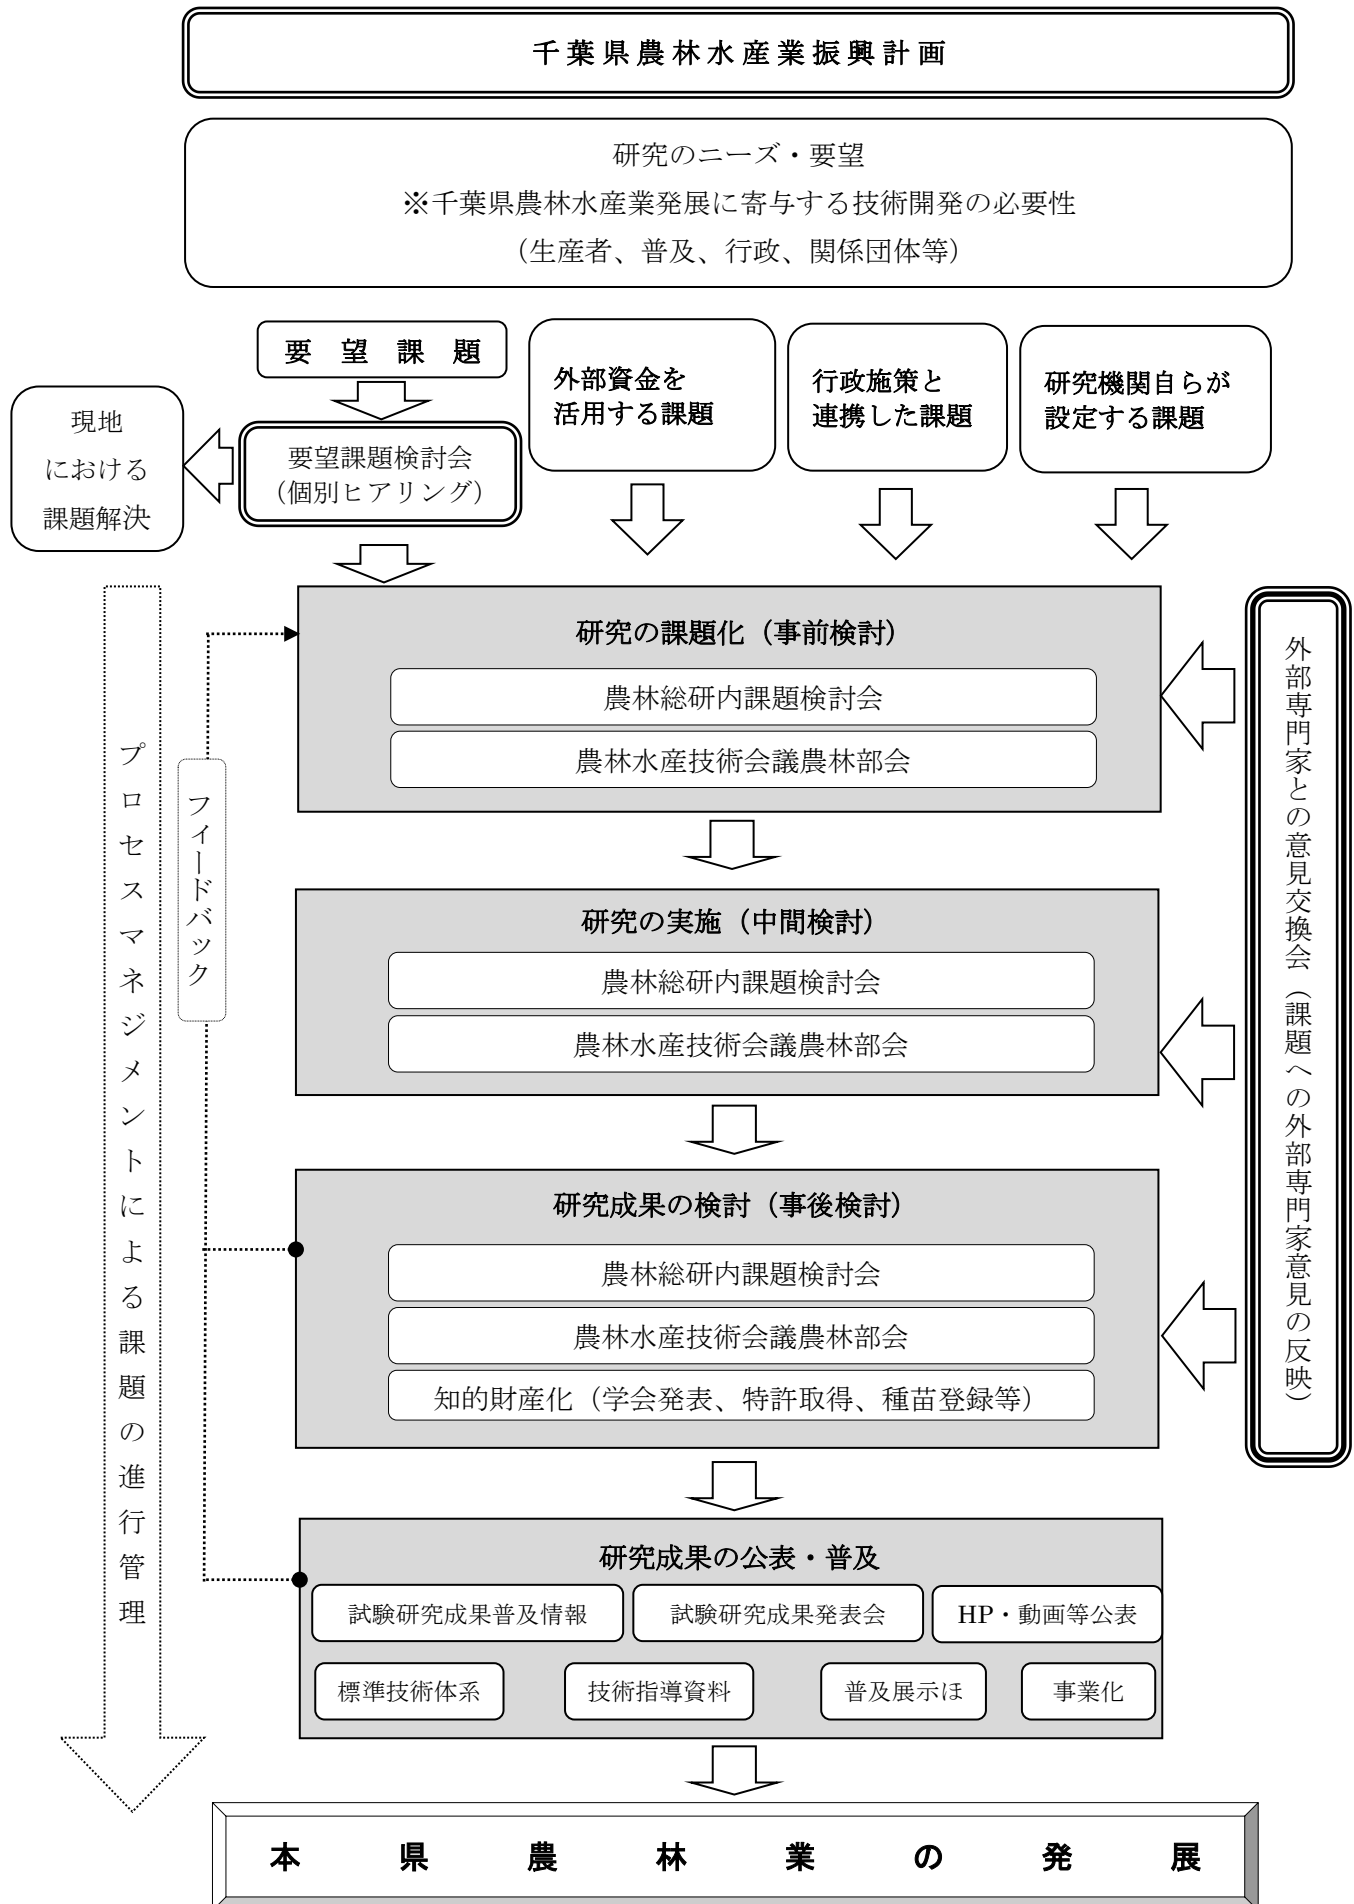 千葉県農林水産業振興計画
研究のニーズ・要望
※千葉県農林水産業発展に寄与する技術開発の必要性
（生産者、普及、行政、関係団体等）
要望課題
外部資金を
活用する課題
行政施策と
連携した課題
研究機関自らが
設定する課題
現地
における
課題解決
要望課題検討会
（個別ヒアリング）
研究の課題化（事前検討）
農林総研内課題検討会
農林水産技術会議農林部会
プロセスマネジメントによる課題の進行管理
フィードバック
外部専門家との意見交換会（課題への外部専門家意見の反映）
研究の実施（中間検討）
農林総研内課題検討会
農林水産技術会議農林部会
研究成果の検討（事後検討）
農林総研内課題検討会
農林水産技術会議農林部会
知的財産化（学会発表、特許取得、種苗登録等）
研究成果の公表・普及
試験研究成果普及情報
試験研究成果発表会
HP・動画等公表
標準技術体系
技術指導資料
普及展示ほ
事業化
本県農林業の発展